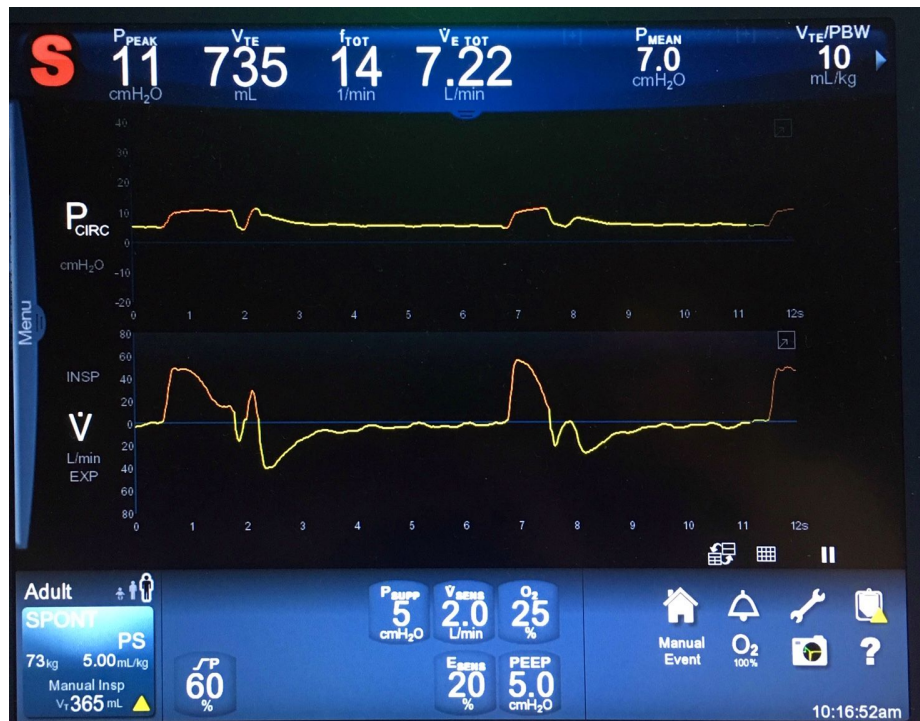 S
PPEAK
11
cmH2O
VTE
735
mL
fTOT
14
1/min
V̇E TOT
7.22
L/min
PMEAN
7.0
cmH2O
VTE/PBW
10
mL/kg
Menu
40
30
20
10
0
-10
-20
PCIRC
cmH2O
0 1 2 3 4 5 6 7 8 9 10 11 12s
80
60
40
20
0
20
40
60
80
INSP
V̇
L/min
EXP
0 1 2 3 4 5 6 7 8 9 10 11 12s
Adult
SPONT
PS
73kg 5.00mL/kg
Manual Insp
VT 365 mL
P
60
%
PSUPP
5
cmH2O
V̇SENS
2.0
L/min
O2
25
%
ESENS
20
%
PEEP
5.0
cmH2O
Manual
Event
O2
100%
?
10:16:52am